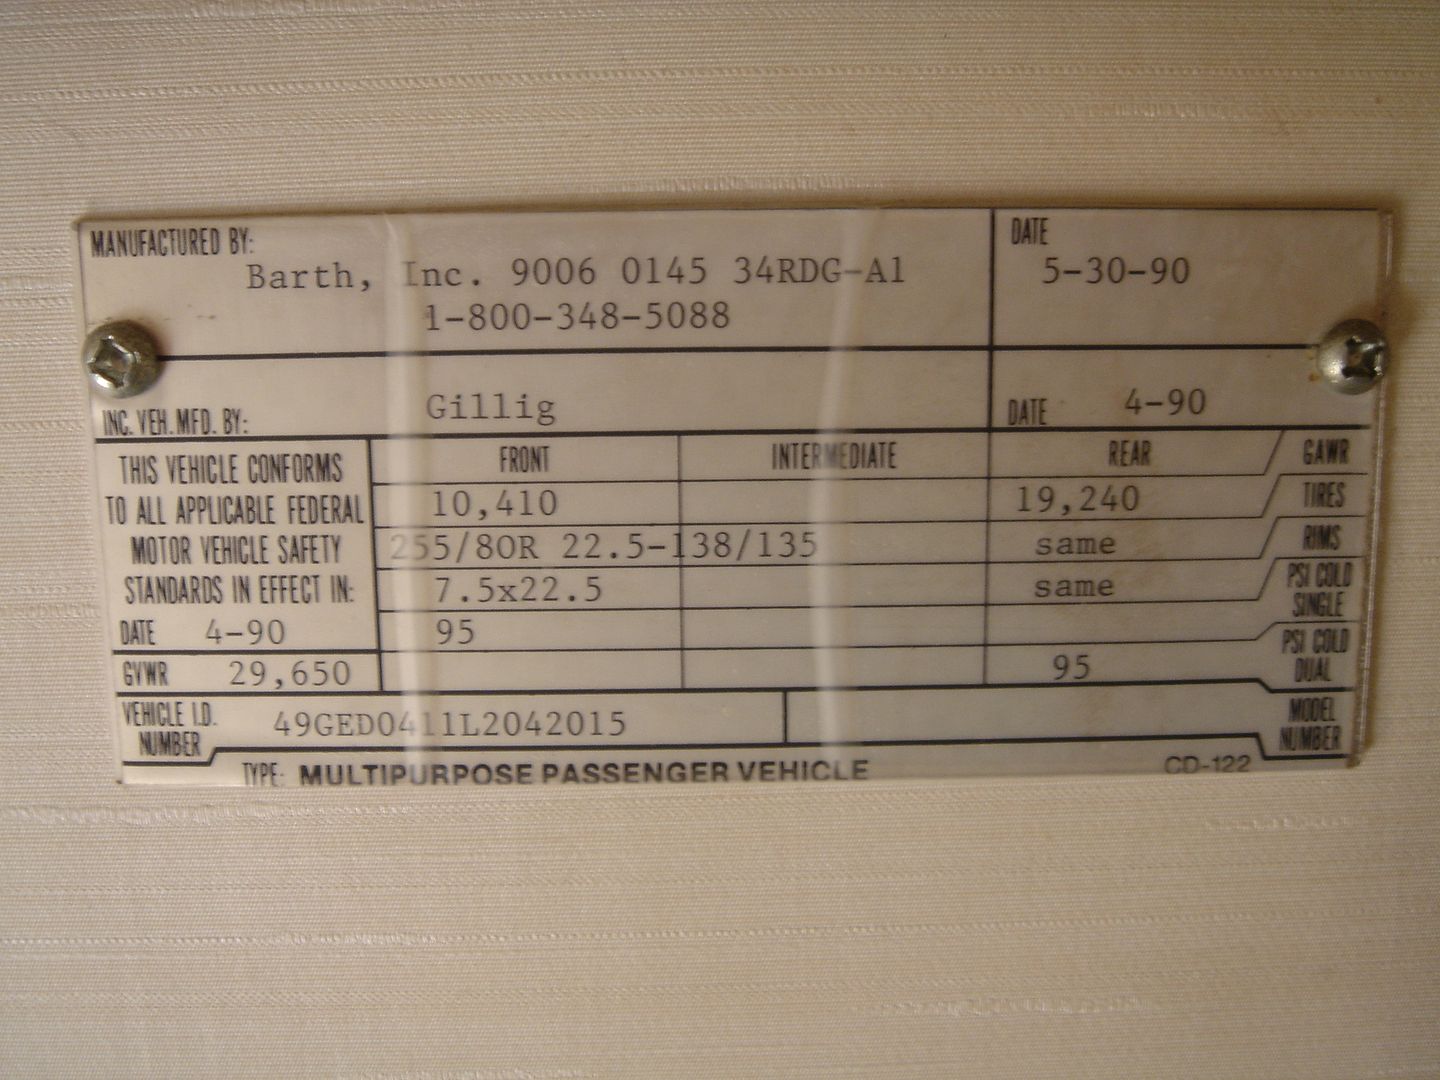 MANUFACTURED BY: DATE
Barth, Inc. 9006 0145 34RDG-A1 5-30-90
1-800-348-5088
INC. VEH. MFD. BY: Gillig DATE 4-90
THIS VEHICLE CONFORMS FRONT INTERMEDIATE REAR GAWR
TO ALL APPLICABLE FEDERAL 10,410 19,240 TIRES
MOTOR VEHICLE SAFETY 255/80R 22.5-138/135 same RIMS
STANDARDS IN EFFECT IN: 7.5x22.5 same PSI COLD SINGLE
DATE 4-90 95 PSI COLD DUAL
GVWR 29,650 95
VEHICLE I.D. NUMBER 49GED0411L2042015 MODEL NUMBER
TYPE: MULTIPURPOSE PASSENGER VEHICLE CD-122